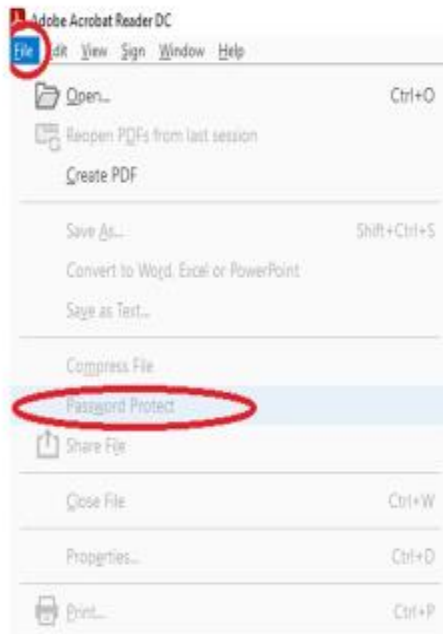 Adobe Acrobat Reader DC
File Edit View Sign Window Help
Open... Ctrl+O
Reopen PDFs from last session
Create PDF
Save As... Shift+Ctrl+S
Convert to Word, Excel or PowerPoint
Save as Text...
Compress File
Password Protect
Share File
Close File Ctrl+W
Properties... Ctrl+D
Print... Ctrl+P